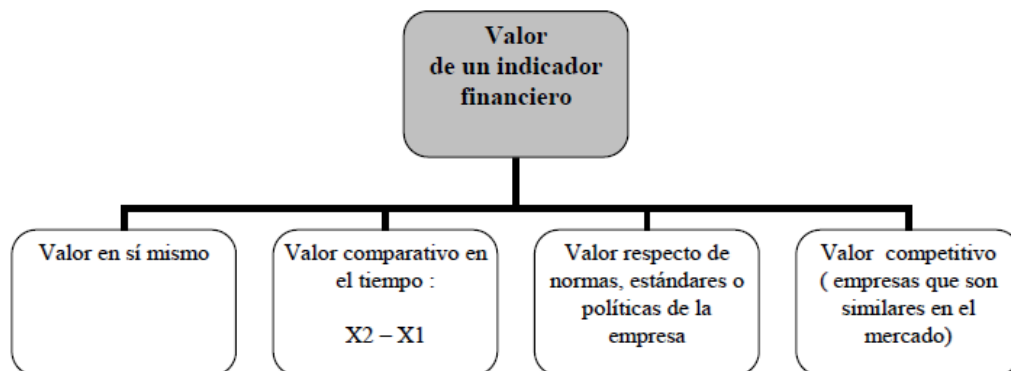 Valor
de un indicador
financiero
Valor en sí mismo
Valor comparativo en
el tiempo :
X2 – X1
Valor respecto de
normas, estándares o
políticas de la
empresa
Valor competitivo
( empresas que son
similares en el
mercado)